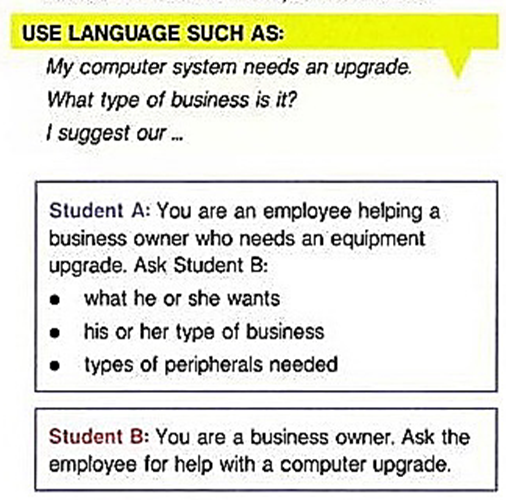 USE LANGUAGE SUCH AS:
My computer system needs an upgrade.
What type of business is it?
I suggest our ...
Student A: You are an employee helping a
business owner who needs an equipment
upgrade. Ask Student B:
• what he or she wants
• his or her type of business
• types of peripherals needed
Student B: You are a business owner. Ask the
employee for help with a computer upgrade.